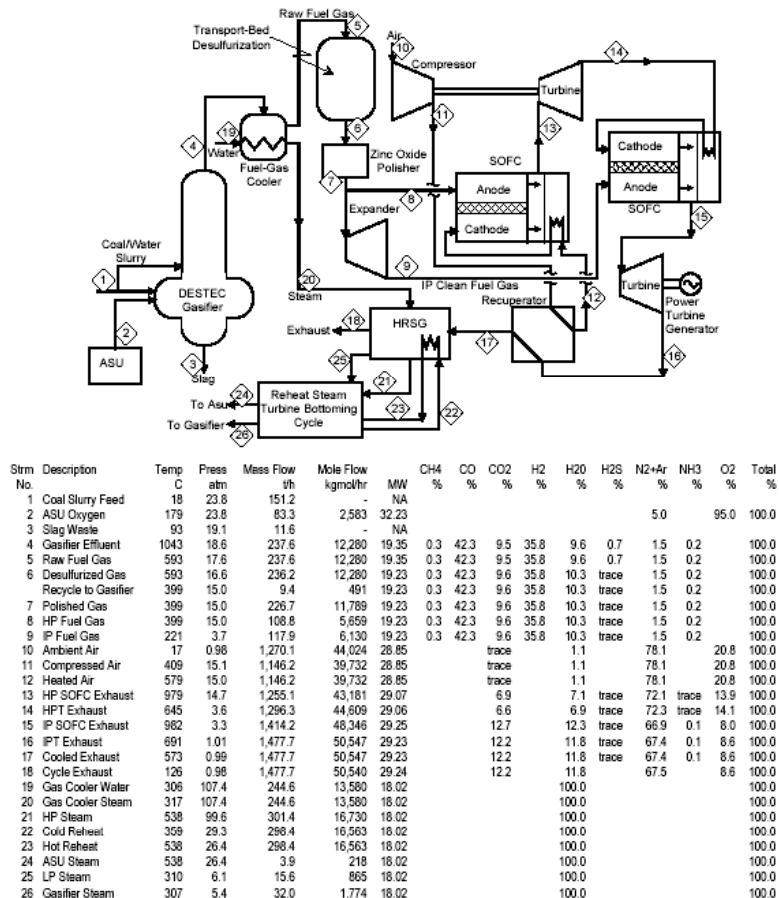 Raw Fuel Gas
Transport-Bed
Desulfurization
5
Air
10
Compressor
14
Turbine
4
19
Water
Fuel-Gas
Cooler
6
11
13
Zinc Oxide
Polisher
7
SOFC
Cathode
Anode
SOFC
8
Anode
Cathode
15
Expander
Coal/Water
Slurry
1
9
IP Clean Fuel Gas
20
Steam
Recuperator
12
Turbine
Power
Turbine
Generator
DESTEC
Gasifier
2
ASU
3
Slag
Exhaust
18
HRSG
17
16
25
21
To Asu
24
Reheat Steam
Turbine Bottoming
Cycle
23
22
To Gasifier
26
Strm Description Temp Press Mass Flow Mole Flow CH4 CO CO2 H2 H20 H2S N2+Ar NH3 O2 Total
No. C atm t/h kgmol/hr MW % % % % % % % % %
1 Coal Slurry Feed 18 23.8 151.2 - NA
2 ASU Oxygen 179 23.8 83.3 2,583 32.23 5.0 95.0 100.0
3 Slag Waste 93 19.1 11.6 - NA
4 Gasifier Effluent 1043 18.6 237.6 12,280 19.35 0.3 42.3 9.5 35.8 9.6 0.7 1.5 0.2 100.0
5 Raw Fuel Gas 593 17.6 237.6 12,280 19.35 0.3 42.3 9.5 35.8 9.6 0.7 1.5 0.2 100.0
6 Desulfurized Gas 593 16.6 236.2 12,280 19.23 0.3 42.3 9.6 35.8 10.3 trace 1.5 0.2 100.0
Recycle to Gasifier 399 15.0 9.4 491 19.23 0.3 42.3 9.6 35.8 10.3 trace 1.5 0.2 100.0
7 Polished Gas 399 15.0 226.7 11,789 19.23 0.3 42.3 9.6 35.8 10.3 trace 1.5 0.2 100.0
8 HP Fuel Gas 399 15.0 108.8 5,659 19.23 0.3 42.3 9.6 35.8 10.3 trace 1.5 0.2 100.0
9 IP Fuel Gas 221 3.7 117.9 6,130 19.23 0.3 42.3 9.6 35.8 10.3 trace 1.5 0.2 100.0
10 Ambient Air 17 0.98 1,270.1 44,024 28.85 trace 1.1 78.1 20.8 100.0
11 Compressed Air 409 15.1 1,146.2 39,732 28.85 trace 1.1 78.1 20.8 100.0
12 Heated Air 579 15.0 1,146.2 39,732 28.85 trace 1.1 78.1 20.8 100.0
13 HP SOFC Exhaust 979 14.7 1,255.1 43,181 29.07 6.9 7.1 trace 72.1 trace 13.9 100.0
14 HPT Exhaust 645 3.6 1,296.3 44,609 29.06 6.6 6.9 trace 72.3 trace 14.1 100.0
15 IP SOFC Exhaust 982 3.3 1,414.2 48,346 29.25 12.7 12.3 trace 66.9 0.1 8.0 100.0
16 IPT Exhaust 691 1.01 1,477.7 50,547 29.23 12.2 11.8 trace 67.4 0.1 8.6 100.0
17 Cooled Exhaust 573 0.99 1,477.7 50,547 29.23 12.2 11.8 trace 67.4 0.1 8.6 100.0
18 Cycle Exhaust 126 0.98 1,477.7 50,540 29.24 12.2 11.8 67.5 8.6 100.0
19 Gas Cooler Water 306 107.4 244.6 13,580 18.02 100.0 100.0
20 Gas Cooler Steam 317 107.4 244.6 13,580 18.02 100.0 100.0
21 HP Steam 538 99.6 301.4 16,730 18.02 100.0 100.0
22 Cold Reheat 359 29.3 298.4 16,563 18.02 100.0 100.0
23 Hot Reheat 538 26.4 298.4 16,563 18.02 100.0 100.0
24 ASU Steam 538 26.4 3.9 218 18.02 100.0 100.0
25 LP Steam 310 6.1 15.6 865 18.02 100.0 100.0
26 Gasifier Steam 307 5.4 32.0 1,774 18.02 100.0 100.0